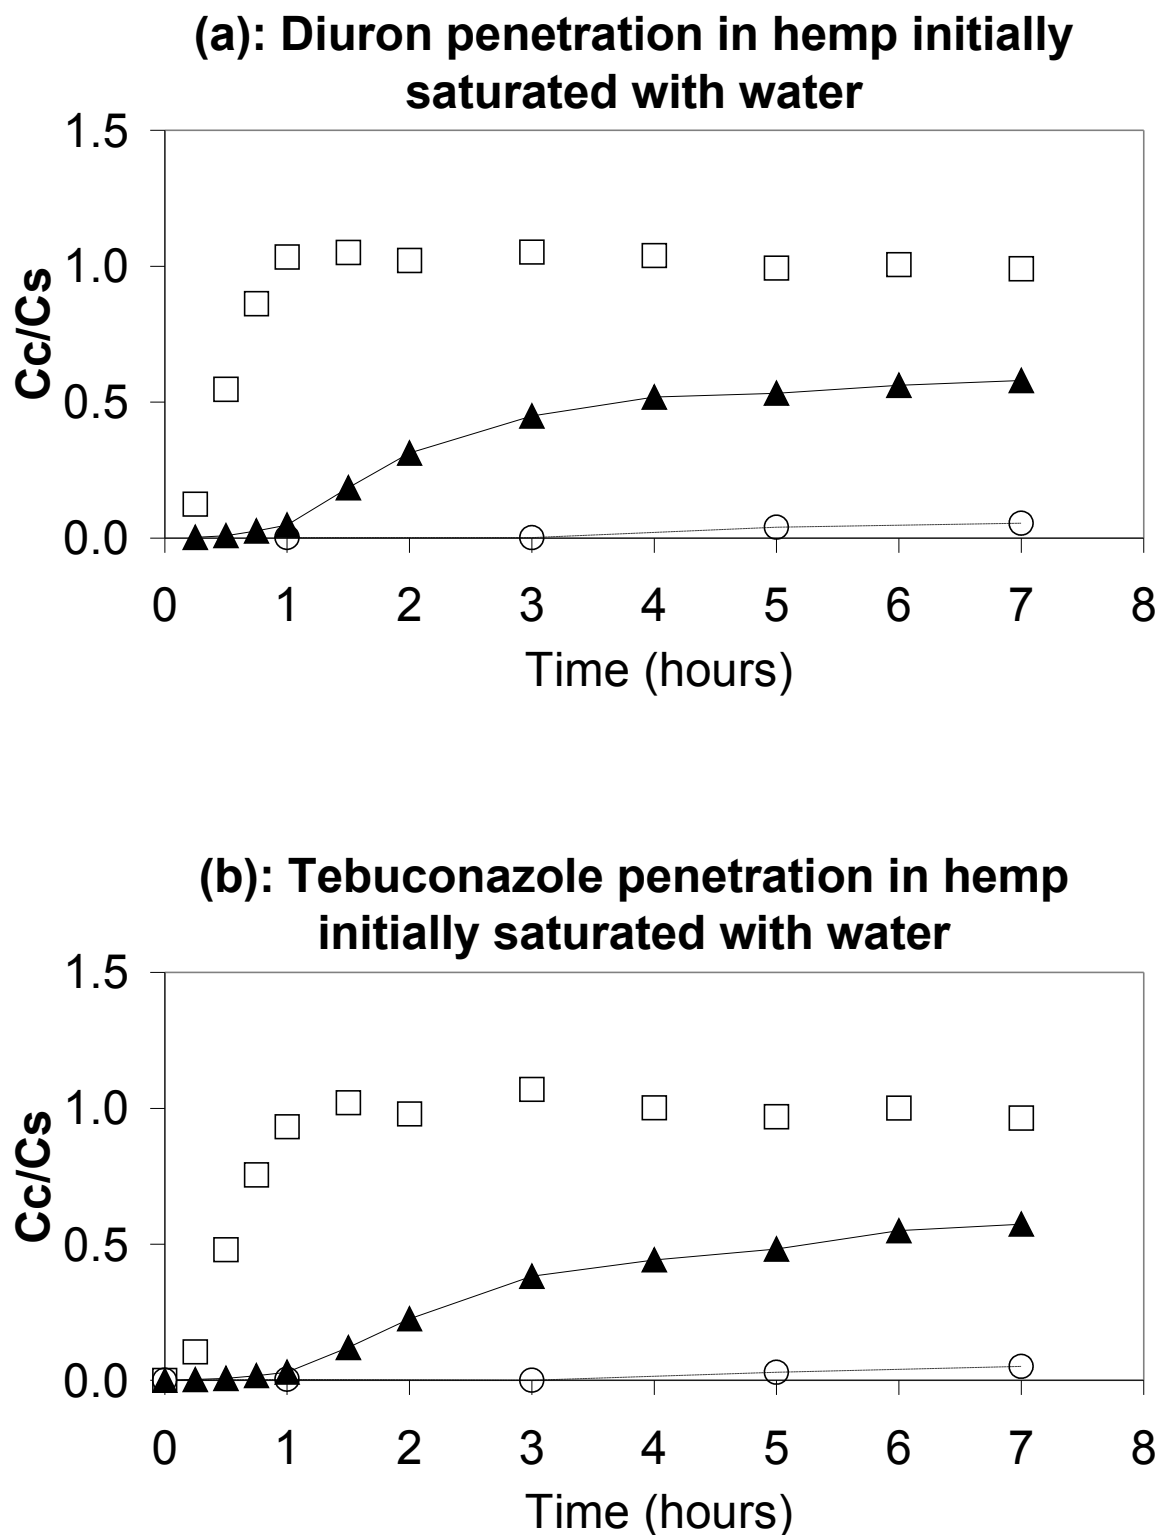 (a): Diuron penetration in hemp initially
saturated with water
1.5
1.0
0.5
0.0
Cc/Cs
0 1 2 3 4 5 6 7 8
Time (hours)
(b): Tebuconazole penetration in hemp
initially saturated with water
1.5
1.0
0.5
0.0
Cc/Cs
0 1 2 3 4 5 6 7 8
Time (hours)